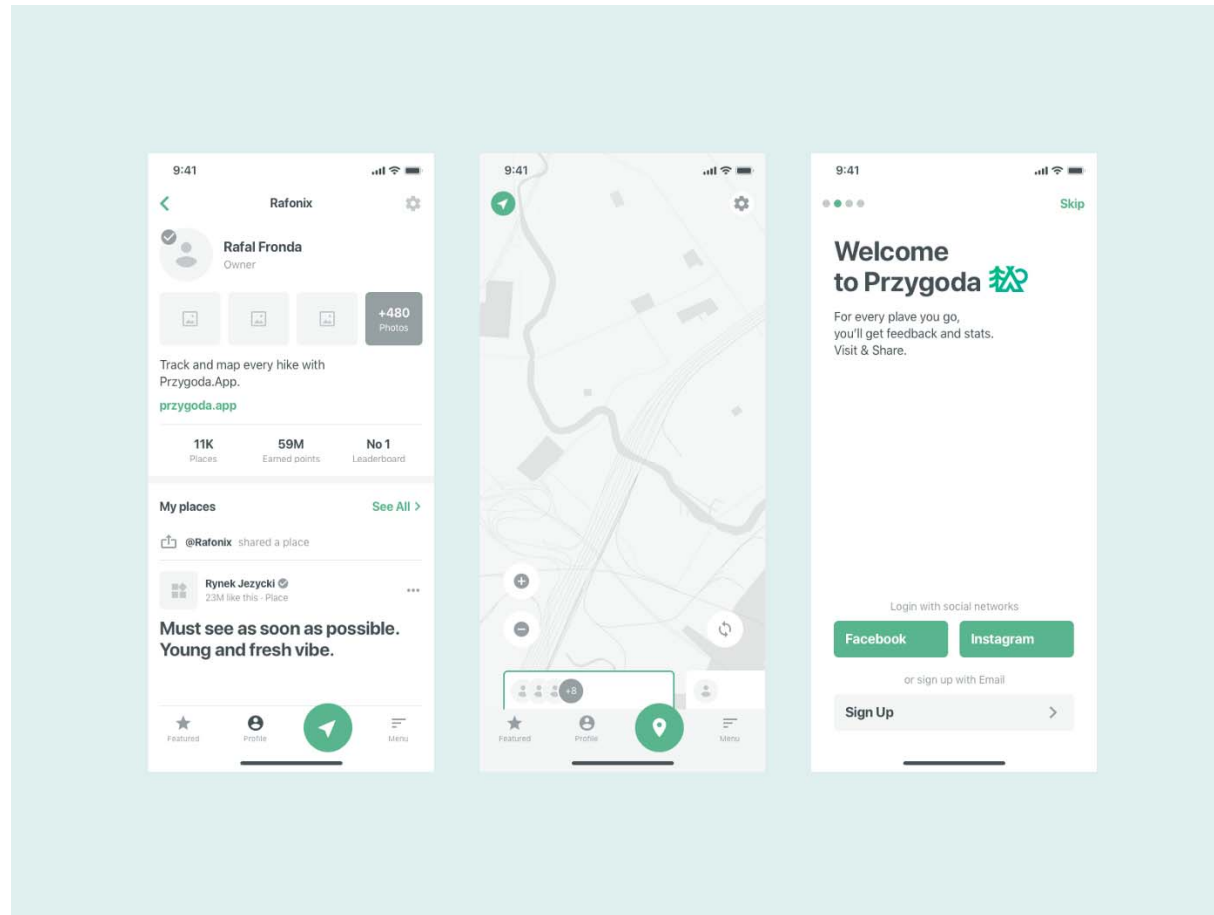 9:41
Rafonix
Rafal Fronda
Owner
+480
Photos
Track and map every hike with
Przygoda.App.
przygoda.app
11K 59M No 1
Places Earned points Leaderboard
My places See All >
@Rafonix shared a place
Rynek Jezycki
23M like this · Place
Must see as soon as possible.
Young and fresh vibe.
Featured Profile Menu
9:41
+8
Featured Profile Menu
9:41
Skip
Welcome
to Przygoda
For every plave you go,
you'll get feedback and stats.
Visit & Share.
Login with social networks
Facebook Instagram
or sign up with Email
Sign Up